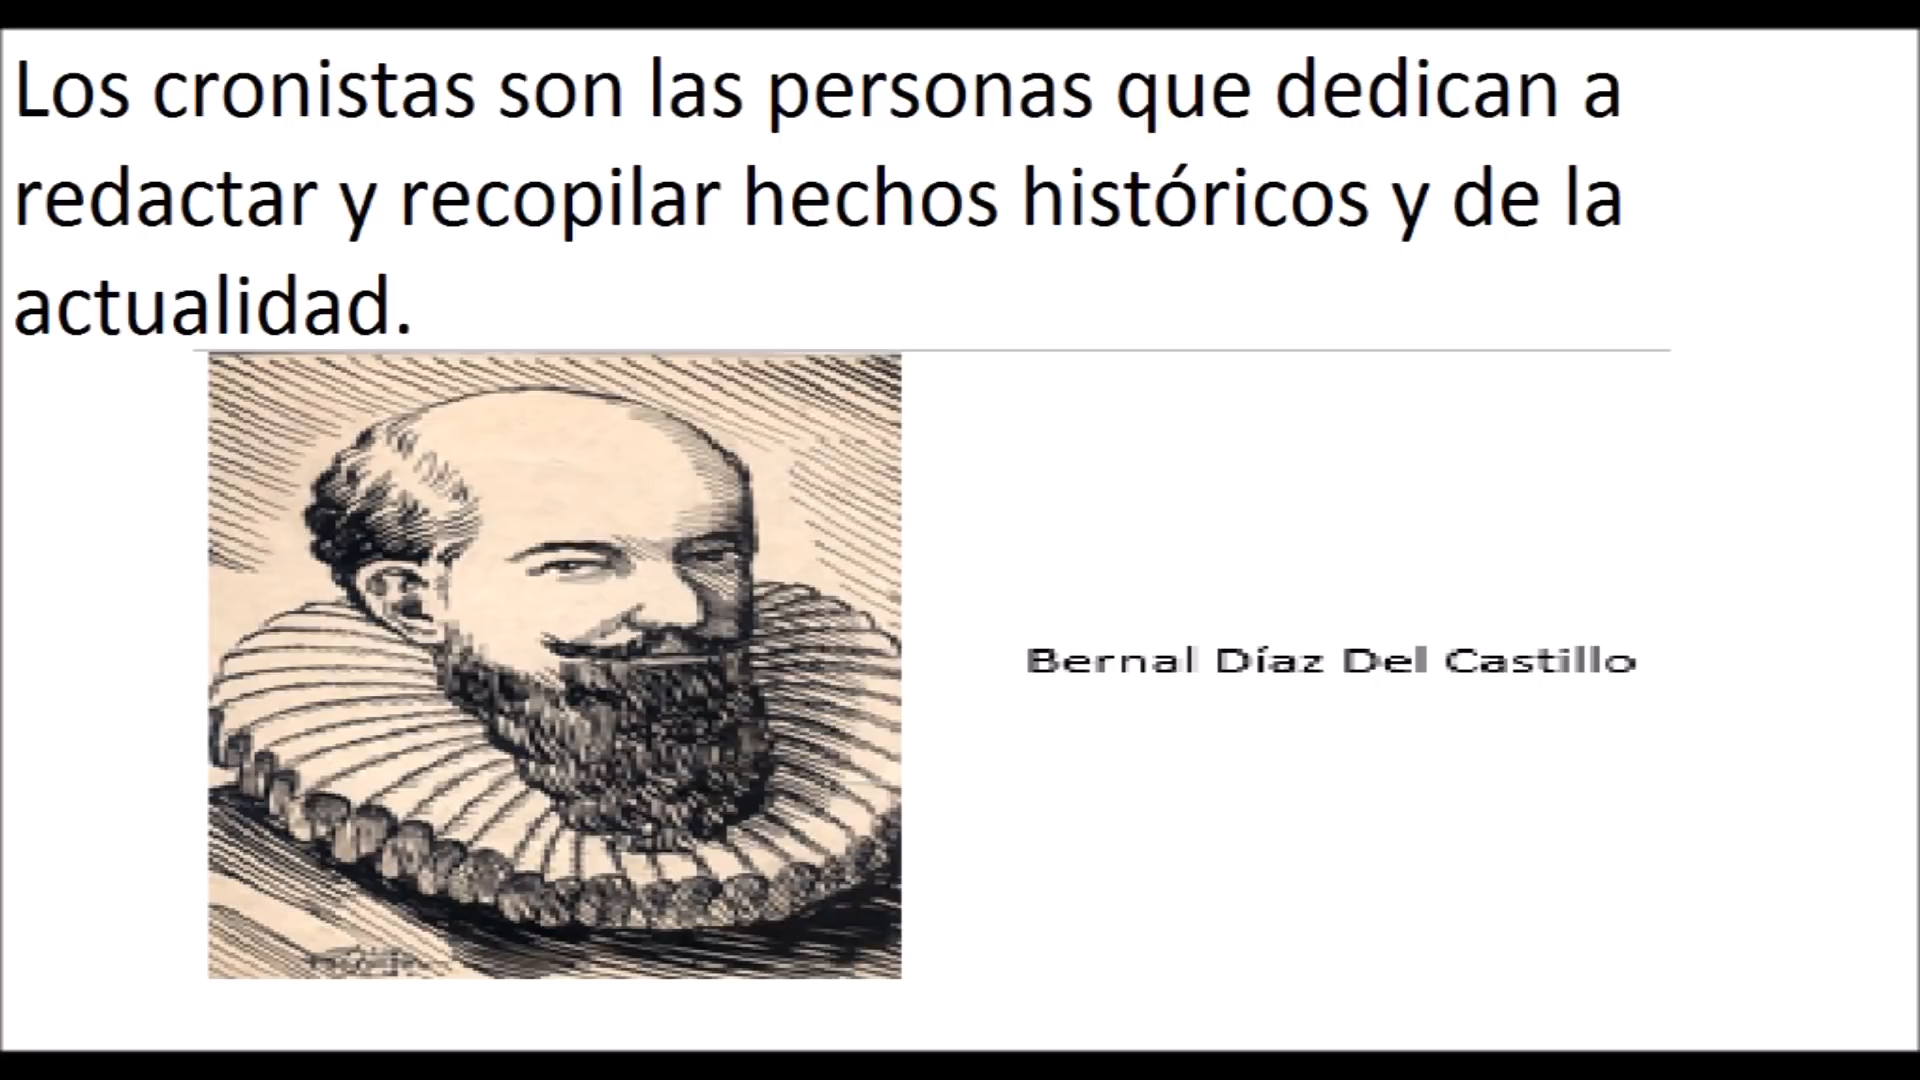 Los cronistas son las personas que dedican a
redactar y recopilar hechos históricos y de la
actualidad.
Bernal Díaz Del Castillo